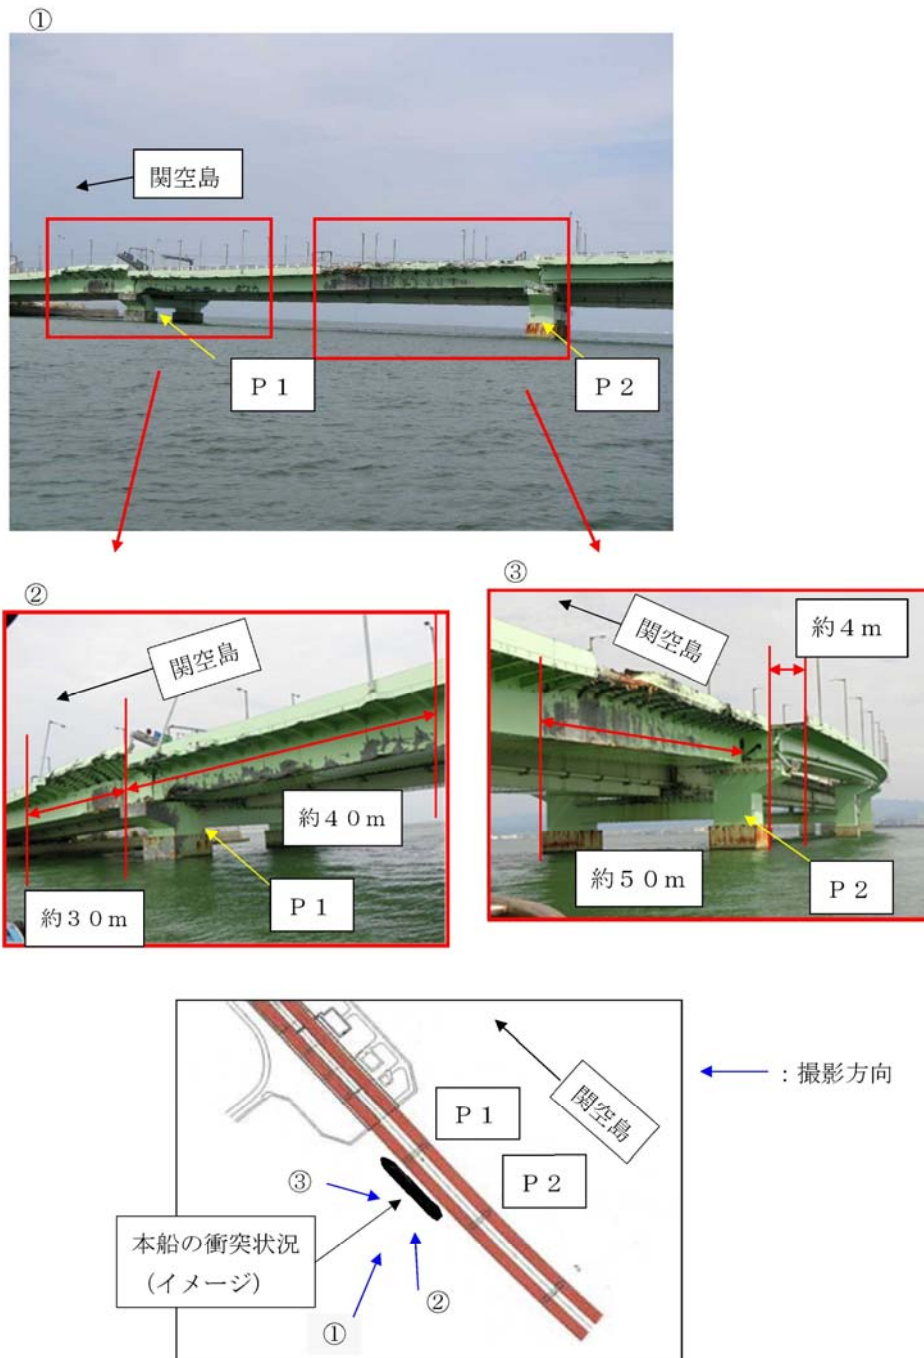 ①
関空島
Ｐ１
Ｐ２
②
関空島
約４０ｍ
Ｐ１
約３０ｍ
③
約４ｍ
関空島
約５０ｍ
Ｐ２
関空島
Ｐ１
Ｐ２
：撮影方向
③
本船の衝突状況
（イメージ）
②
①